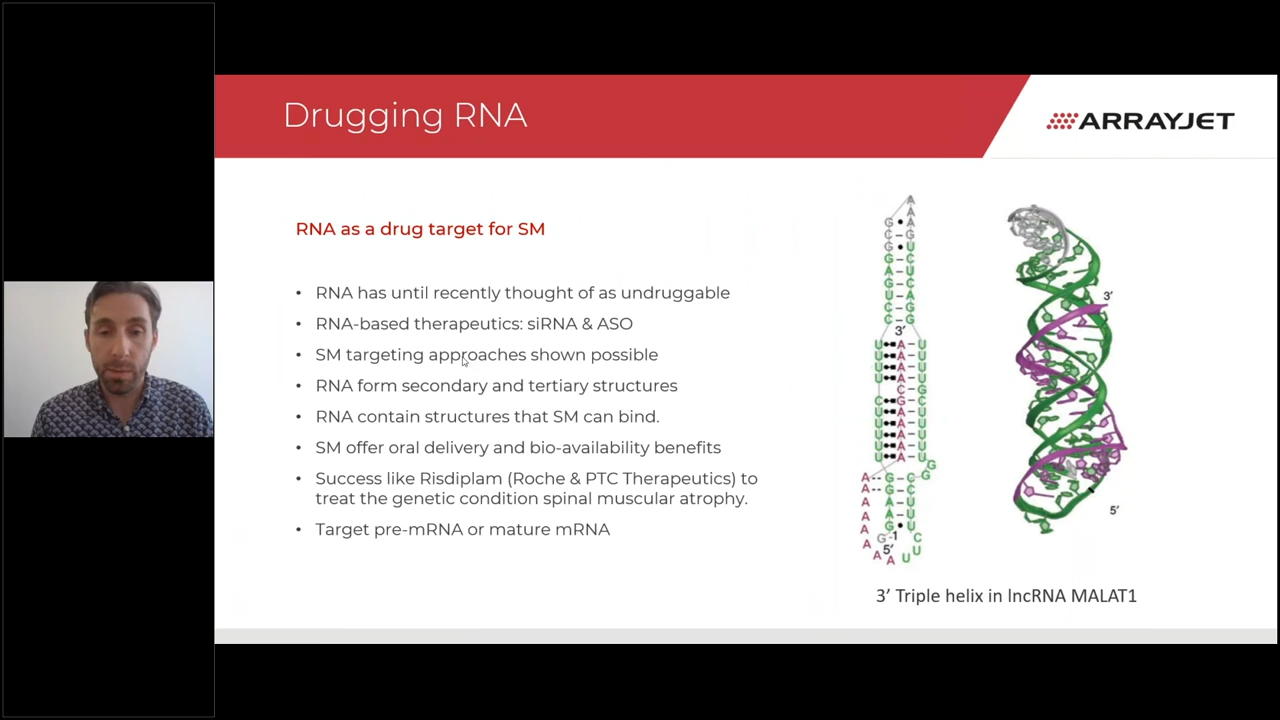 Drugging RNA
ARRAYJET
RNA as a drug target for SM
• RNA has until recently thought of as undruggable
• RNA-based therapeutics: siRNA & ASO
• SM targeting approaches shown possible
• RNA form secondary and tertiary structures
• RNA contain structures that SM can bind.
• SM offer oral delivery and bio-availability benefits
• Success like Risdiplam (Roche & PTC Therapeutics) to
treat the genetic condition spinal muscular atrophy.
• Target pre-mRNA or mature mRNA
3'
5'
3'
5'
-1
3' Triple helix in lncRNA MALAT1